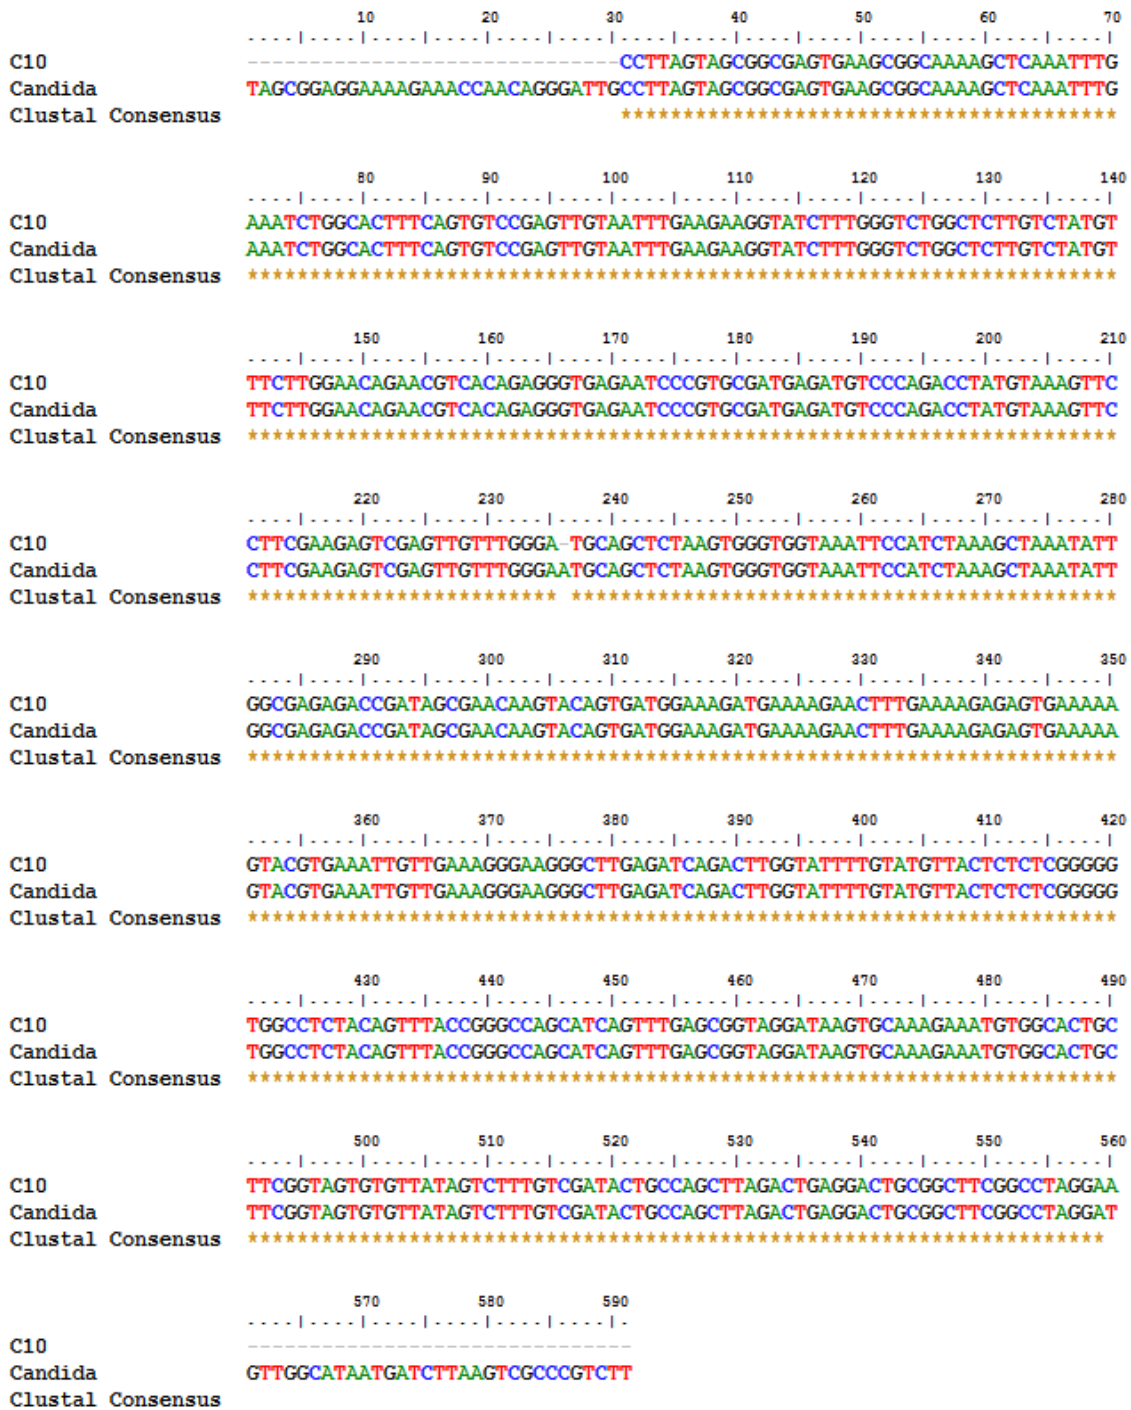 10 20 30 40 50 60 70
....|....|....|....|....|....|....|....|....|....|....|....|....|....|
C10 ------------------------------CCTTAGTAGCGGCGAGTGAAGCGGCAAAAGCTCAAATTTG
Candida TAGCGGAGGAAAAGAAACCAACAGGGATTGCCTTAGTAGCGGCGAGTGAAGCGGCAAAAGCTCAAATTTG
Clustal Consensus ****************************************
80 90 100 110 120 130 140
....|....|....|....|....|....|....|....|....|....|....|....|....|....|
C10 AAATCTGGCACTTTCAGTGTCCGAGTTGTAATTTGAAGAAGGTATCTTTGGGTCTGGCTCTTGTCTATGT
Candida AAATCTGGCACTTTCAGTGTCCGAGTTGTAATTTGAAGAAGGTATCTTTGGGTCTGGCTCTTGTCTATGT
Clustal Consensus **********************************************************************
150 160 170 180 190 200 210
....|....|....|....|....|....|....|....|....|....|....|....|....|....|
C10 TTCTTGGAACAGAACGTCACAGAGGGTGAGAATCCCGTGCGATGAGATGTCCCAGACCTATGTAAAGTTC
Candida TTCTTGGAACAGAACGTCACAGAGGGTGAGAATCCCGTGCGATGAGATGTCCCAGACCTATGTAAAGTTC
Clustal Consensus **********************************************************************
220 230 240 250 260 270 280
....|....|....|....|....|....|....|....|....|....|....|....|....|....|
C10 CTTCGAAGAGTCGAGTTGTTTGGGA-TGCAGCTCTAAGTGGGTGGTAAATTCCATCTAAAGCTAAATATT
Candida CTTCGAAGAGTCGAGTTGTTTGGGAATGCAGCTCTAAGTGGGTGGTAAATTCCATCTAAAGCTAAATATT
Clustal Consensus ************************* ********************************************
290 300 310 320 330 340 350
....|....|....|....|....|....|....|....|....|....|....|....|....|....|
C10 GGCGAGAGACCGATAGCGAACAAGTACAGTGATGGAAAGATGAAAAGAACTTTGAAAAGAGAGTGAAAAA
Candida GGCGAGAGACCGATAGCGAACAAGTACAGTGATGGAAAGATGAAAAGAACTTTGAAAAGAGAGTGAAAAA
Clustal Consensus **********************************************************************
360 370 380 390 400 410 420
....|....|....|....|....|....|....|....|....|....|....|....|....|....|
C10 GTACGTGAAATTGTTGAAAGGGAAGGGCTTGAGATCAGACTTGGTATTTTGTATGTTACTCTCTCGGGGG
Candida GTACGTGAAATTGTTGAAAGGGAAGGGCTTGAGATCAGACTTGGTATTTTGTATGTTACTCTCTCGGGGG
Clustal Consensus **********************************************************************
430 440 450 460 470 480 490
....|....|....|....|....|....|....|....|....|....|....|....|....|....|
C10 TGGCCTCTACAGTTTACCGGGCCAGCATCAGTTTGAGCGGTAGGATAAGTGCAAAGAAATGTGGCACTGC
Candida TGGCCTCTACAGTTTACCGGGCCAGCATCAGTTTGAGCGGTAGGATAAGTGCAAAGAAATGTGGCACTGC
Clustal Consensus **********************************************************************
500 510 520 530 540 550 560
....|....|....|....|....|....|....|....|....|....|....|....|....|....|
C10 TTCGGTAGTGTGTTATAGTCTTTGTCGATACTGCCAGCTTAGACTGAGGACTGCGGCTTCGGCCTAGGAA
Candida TTCGGTAGTGTGTTATAGTCTTTGTCGATACTGCCAGCTTAGACTGAGGACTGCGGCTTCGGCCTAGGAT
Clustal Consensus *********************************************************************
570 580 590
....|....|....|....|....|....|.
C10 -------------------------------
Candida GTTGGCATAATGATCTTAAGTCGCCCGTCTT
Clustal Consensus